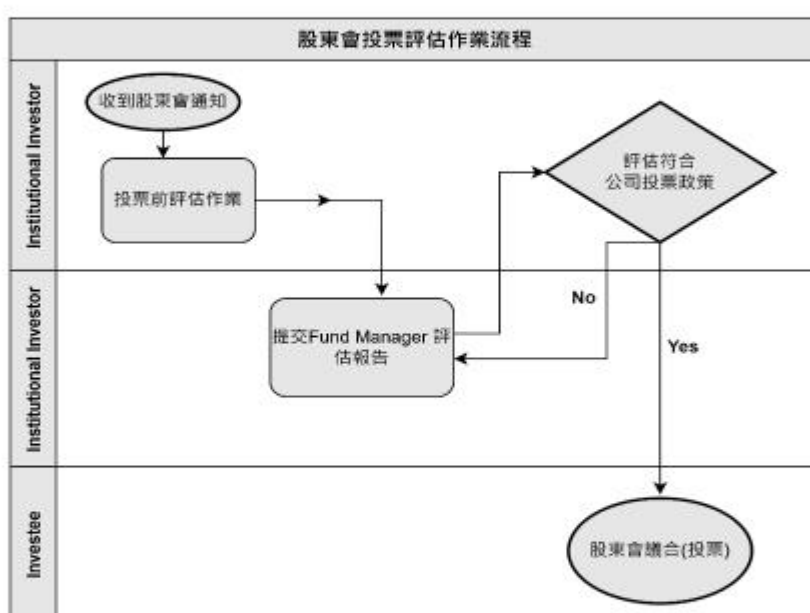 股東會投票評估作業流程
Institutional Investor
收到股東會通知
投票前評估作業
評估符合
公司投票政策
Institutional Investor
提交Fund Manager 評
估報告
No
Yes
Investee
股東會議合(投票)